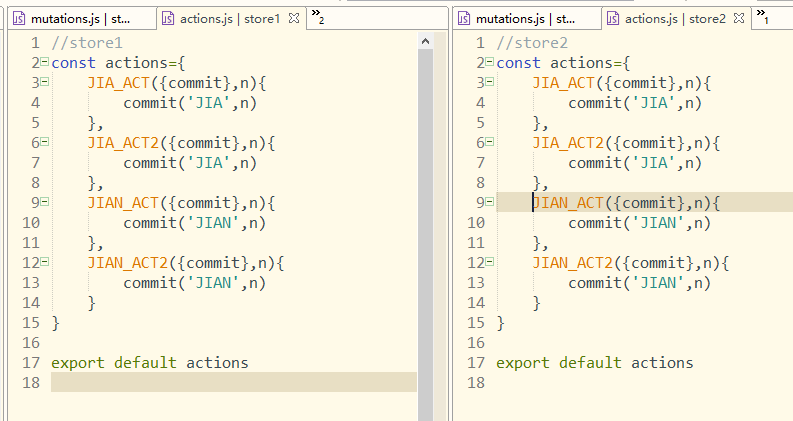 mutations.js | st...
actions.js | store1
»2
1 //store1
2 const actions={
3     JIA_ACT({commit},n){
4         commit('JIA',n)
5     },
6     JIA_ACT2({commit},n){
7         commit('JIA',n)
8     },
9     JIAN_ACT({commit},n){
10         commit('JIAN',n)
11     },
12     JIAN_ACT2({commit},n){
13         commit('JIAN',n)
14     }
15 }
16
17 export default actions
18
mutations.js | st...
actions.js | store2
»1
1 //store2
2 const actions={
3     JIA_ACT({commit},n){
4         commit('JIA',n)
5     },
6     JIA_ACT2({commit},n){
7         commit('JIA',n)
8     },
9     JIAN_ACT({commit},n){
10         commit('JIAN',n)
11     },
12     JIAN_ACT2({commit},n){
13         commit('JIAN',n)
14     }
15 }
16
17 export default actions
18